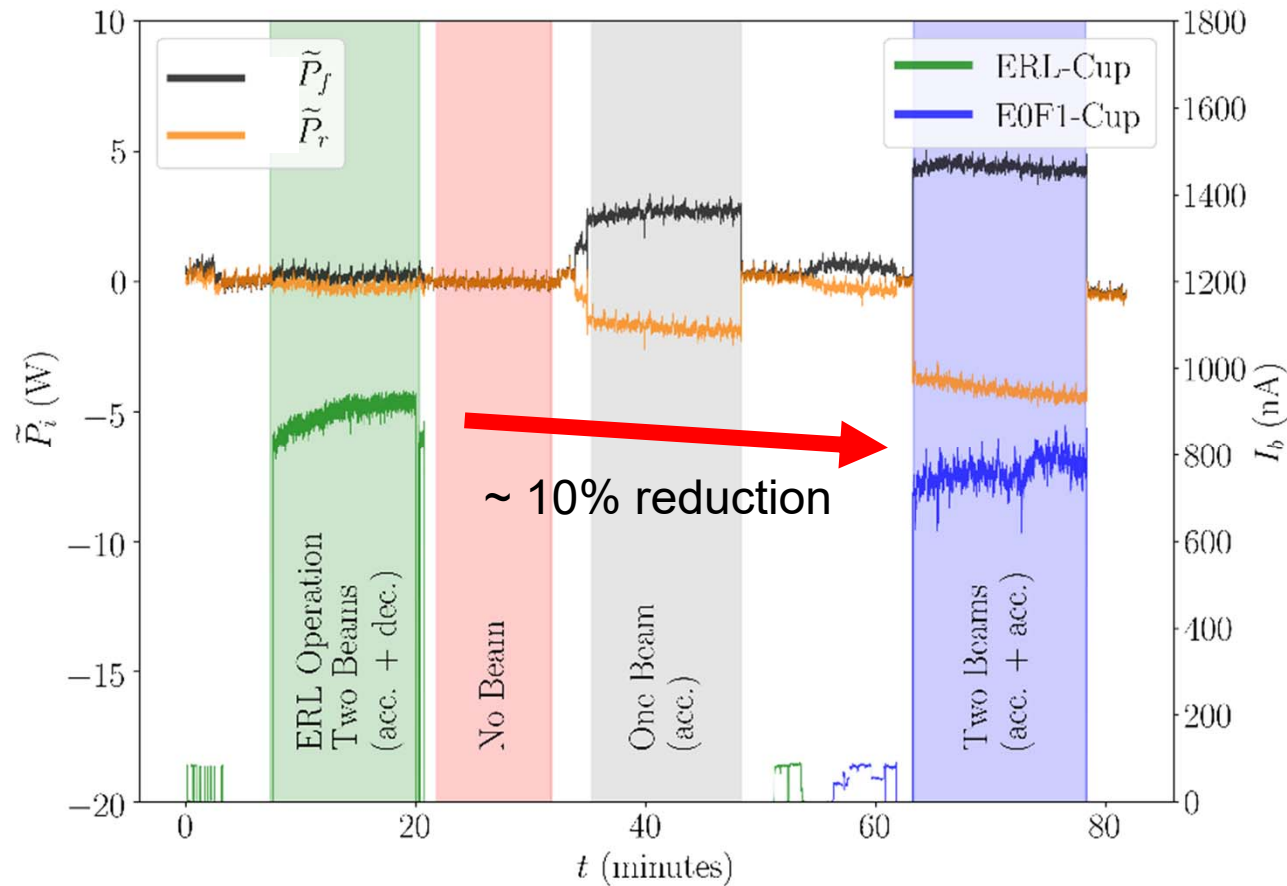 10
5
0
−5
−10
−15
−20
P̃i (W)
P̃f
P̃r
ERL-Cup
E0F1-Cup
1800
1600
1400
1200
1000
800
600
400
200
0
Ib (nA)
~ 10% reduction
ERL Operation
Two Beams
(acc. + dec.)
No Beam
One Beam
(acc.)
Two Beams
(acc. + acc.)
0
20
40
60
80
t (minutes)